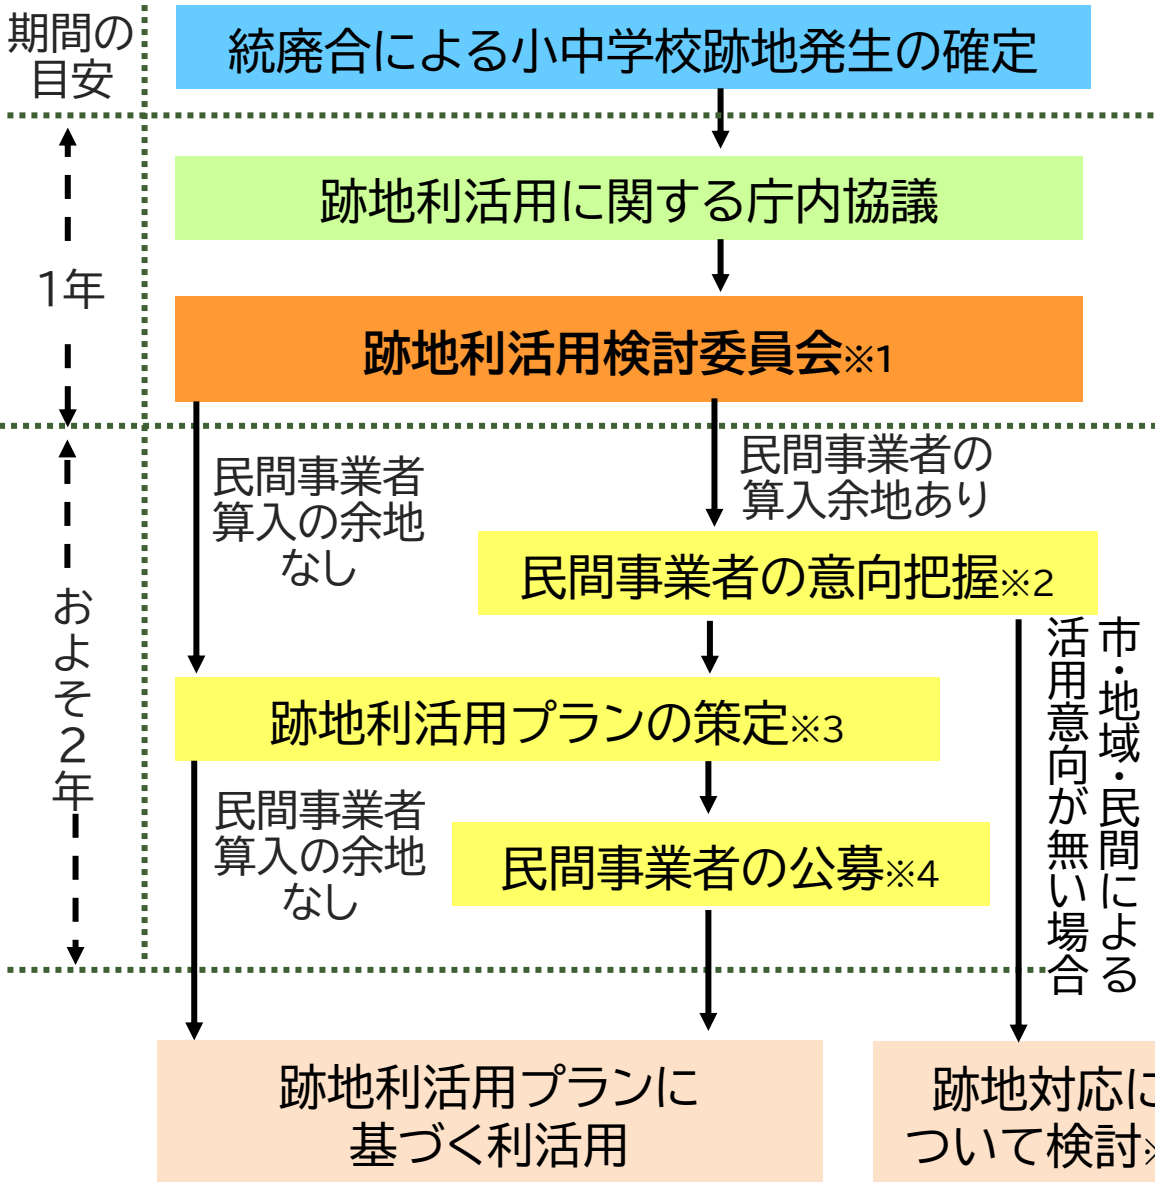 期間の
目安
統廃合による小中学校跡地発生の確定
1年
跡地利活用に関する庁内協議
跡地利活用検討委員会※1
およそ2年
民間事業者
算入の余地
なし
民間事業者の
算入余地あり
民間事業者の意向把握※2
市・地域・民間による
活用意向が無い場合
跡地利活用プランの策定※3
民間事業者
算入の余地
なし
民間事業者の公募※4
跡地利活用プランに
基づく利活用
跡地対応に
ついて検討※